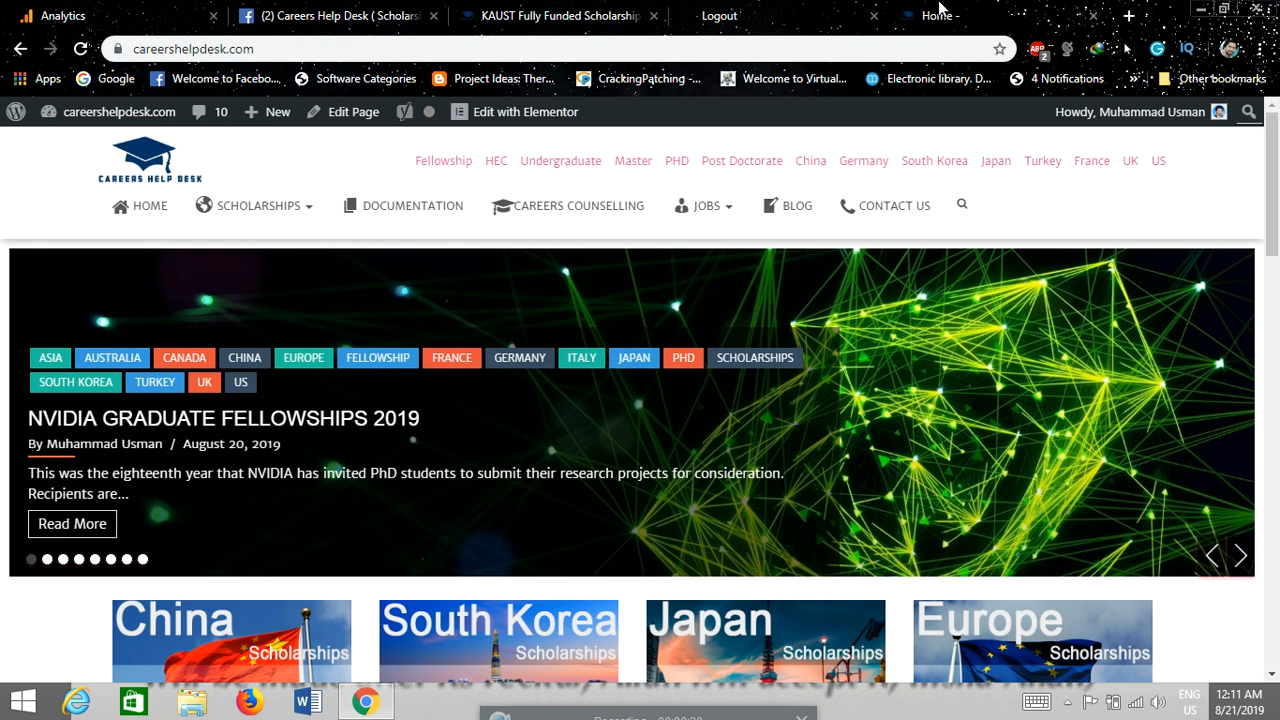 Analytics
(2) Careers Help Desk ( Scholars
KAUST Fully Funded Scholarship
Logout
Home -
careershelpdesk.com
ABP
2
IQ
Apps
Google
Welcome to Facebo...
Software Categories
Project Ideas: Ther...
CrackingPatching -...
Welcome to Virtual...
Electronic library. D...
4 Notifications
»
Other bookmarks
careershelpdesk.com
10
New
Edit Page
Edit with Elementor
Howdy, Muhammad Usman
CAREERS HELP DESK
Fellowship HEC Undergraduate Master PHD Post Doctorate China Germany South Korea Japan Turkey France UK US
HOME SCHOLARSHIPS DOCUMENTATION CAREERS COUNSELLING JOBS BLOG CONTACT US
ASIA AUSTRALIA CANADA CHINA EUROPE FELLOWSHIP FRANCE GERMANY ITALY JAPAN PHD SCHOLARSHIPS
SOUTH KOREA TURKEY UK US
NVIDIA GRADUATE FELLOWSHIPS 2019
By Muhammad Usman / August 20, 2019
This was the eighteenth year that NVIDIA has invited PhD students to submit their research projects for consideration.
Recipients are...
Read More
China
Scholarships
South Korea
Scholarships
Japan
Scholarships
Europe
Scholarships
ENG
US
12:11 AM
8/21/2019